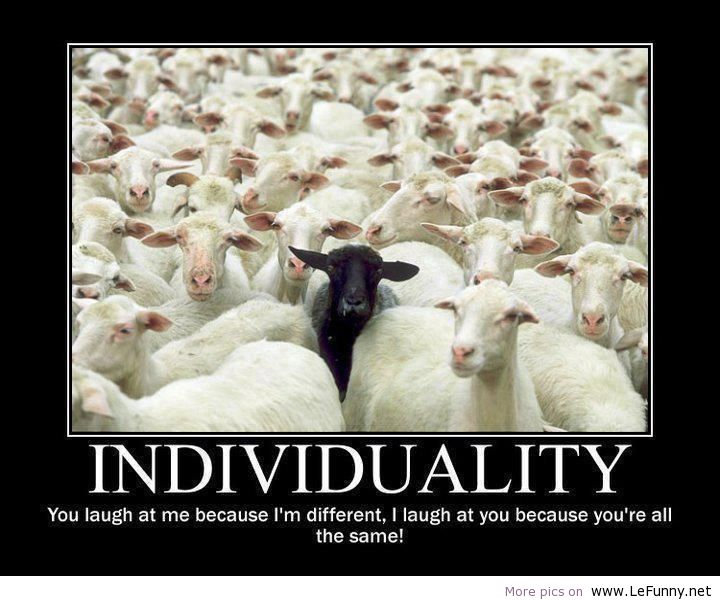 INDIVIDUALITY
You laugh at me because I'm different, I laugh at you because you're all
the same!
More pics on www.LeFunny.net